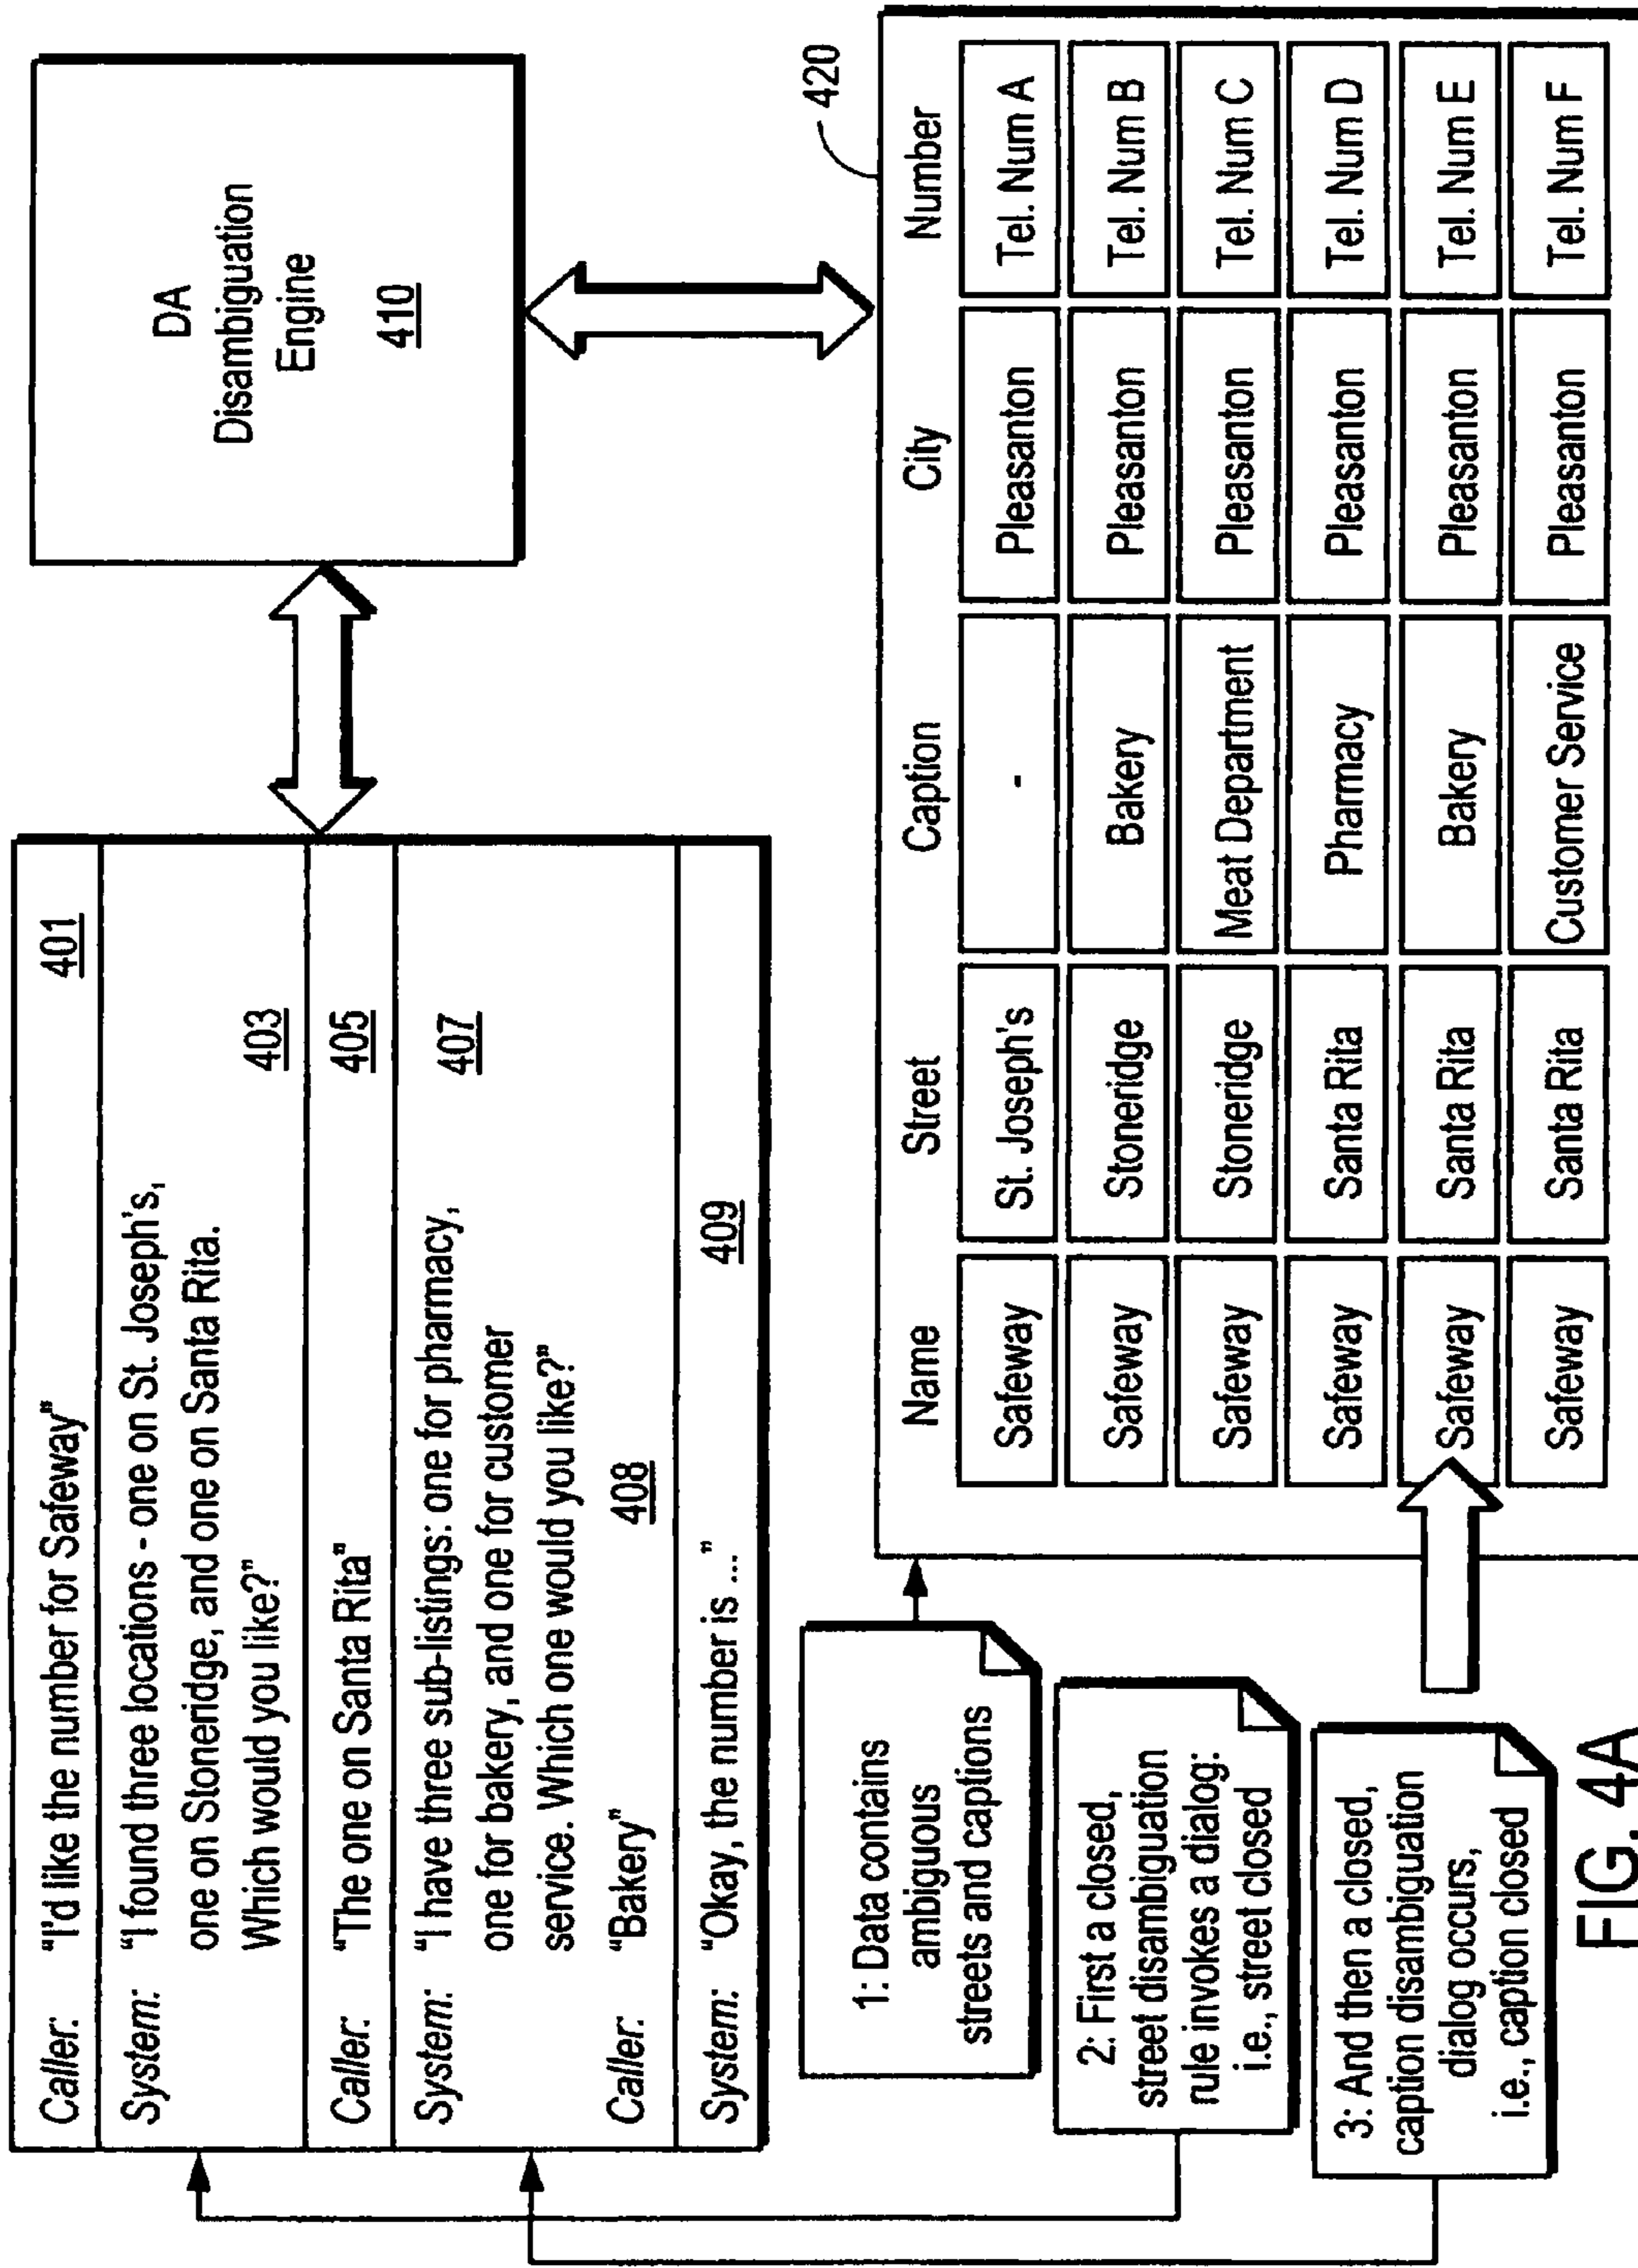 Caller: "I'd like the number for Safeway" 401
System: "I found three locations - one on St. Joseph's,
one on Stoneridge, and one on Santa Rita.
Which would you like?" 403
Caller: "The one on Santa Rita" 405
System: "I have three sub-listings: one for pharmacy, 407
one for bakery, and one for customer
service. Which one would you like?"
Caller: "Bakery" 408
System: "Okay, the number is ..." 409
DA
Disambiguation
Engine
410
1: Data contains
ambiguous
streets and captions
2: First a closed,
street disambiguation
rule invokes a dialog:
i.e., street closed
3: And then a closed,
caption disambiguation
dialog occurs,
i.e., caption closed
420
Name Street Caption City Number
Safeway St. Joseph's - Pleasanton Tel. Num A
Safeway Stoneridge Bakery Pleasanton Tel. Num B
Safeway Stoneridge Meat Department Pleasanton Tel. Num C
Safeway Santa Rita Pharmacy Pleasanton Tel. Num D
Safeway Santa Rita Bakery Pleasanton Tel. Num E
Safeway Santa Rita Customer Service Pleasanton Tel. Num F
FIG. 4A